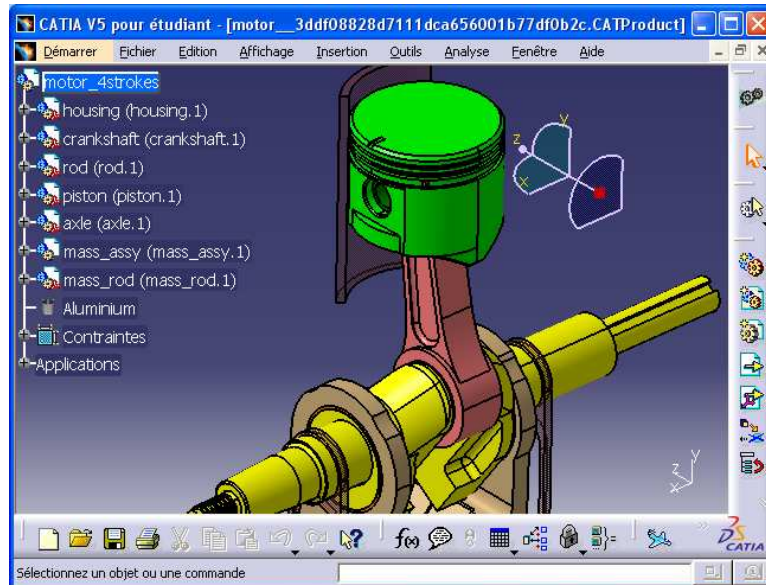 CATIA V5 pour étudiant - [motor__3ddf08828d7111dca656001b77df0b2c.CATProduct]
Démarrer Fichier Edition Affichage Insertion Outils Analyse Fenêtre Aide
motor_4strokes
housing (housing.1)
crankshaft (crankshaft.1)
rod (rod.1)
piston (piston.1)
axle (axle.1)
mass_assy (mass_assy.1)
mass_rod (mass_rod.1)
Aluminium
Contraintes
Applications
y
z
x
y
z
x
f(x)
CATIA
Sélectionnez un objet ou une commande